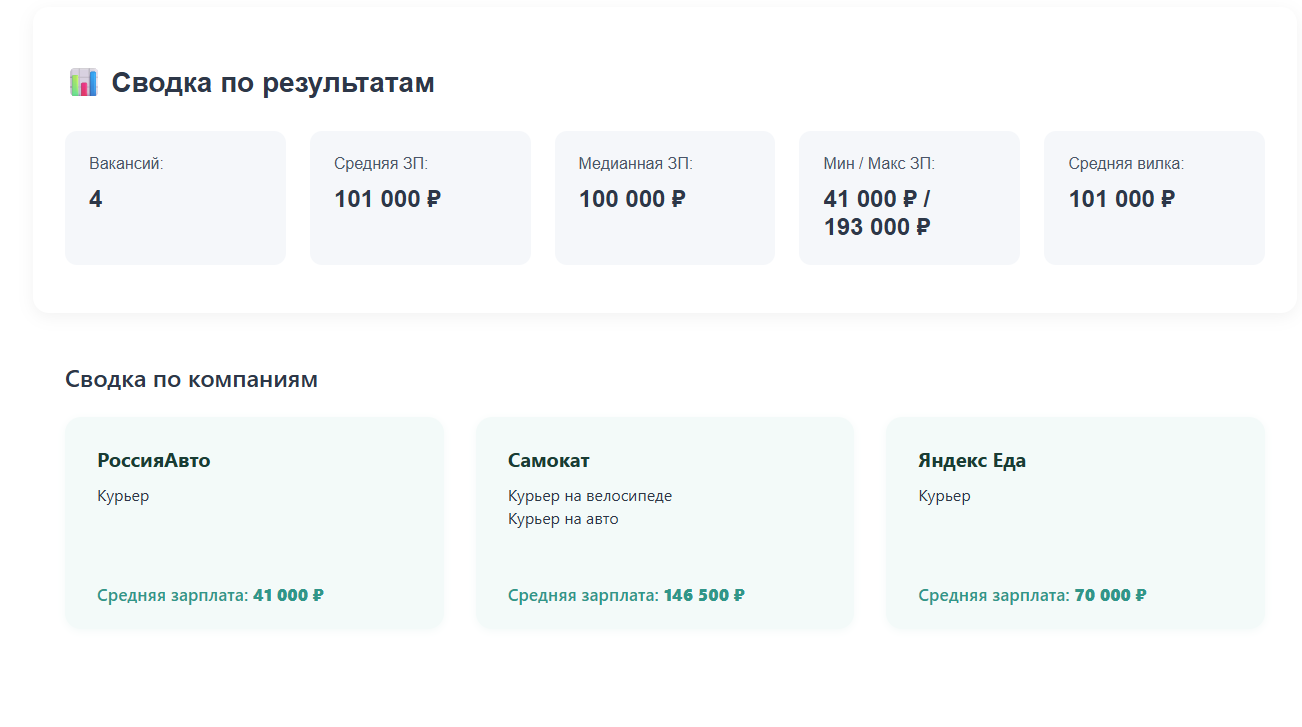 Сводка по результатам
Вакансий:
4
Средняя ЗП:
101 000 ₽
Медианная ЗП:
100 000 ₽
Мин / Макс ЗП:
41 000 ₽ /
193 000 ₽
Средняя вилка:
101 000 ₽
Сводка по компаниям
РоссияАвто
Курьер
Средняя зарплата: 41 000 ₽
Самокат
Курьер на велосипеде
Курьер на авто
Средняя зарплата: 146 500 ₽
Яндекс Еда
Курьер
Средняя зарплата: 70 000 ₽